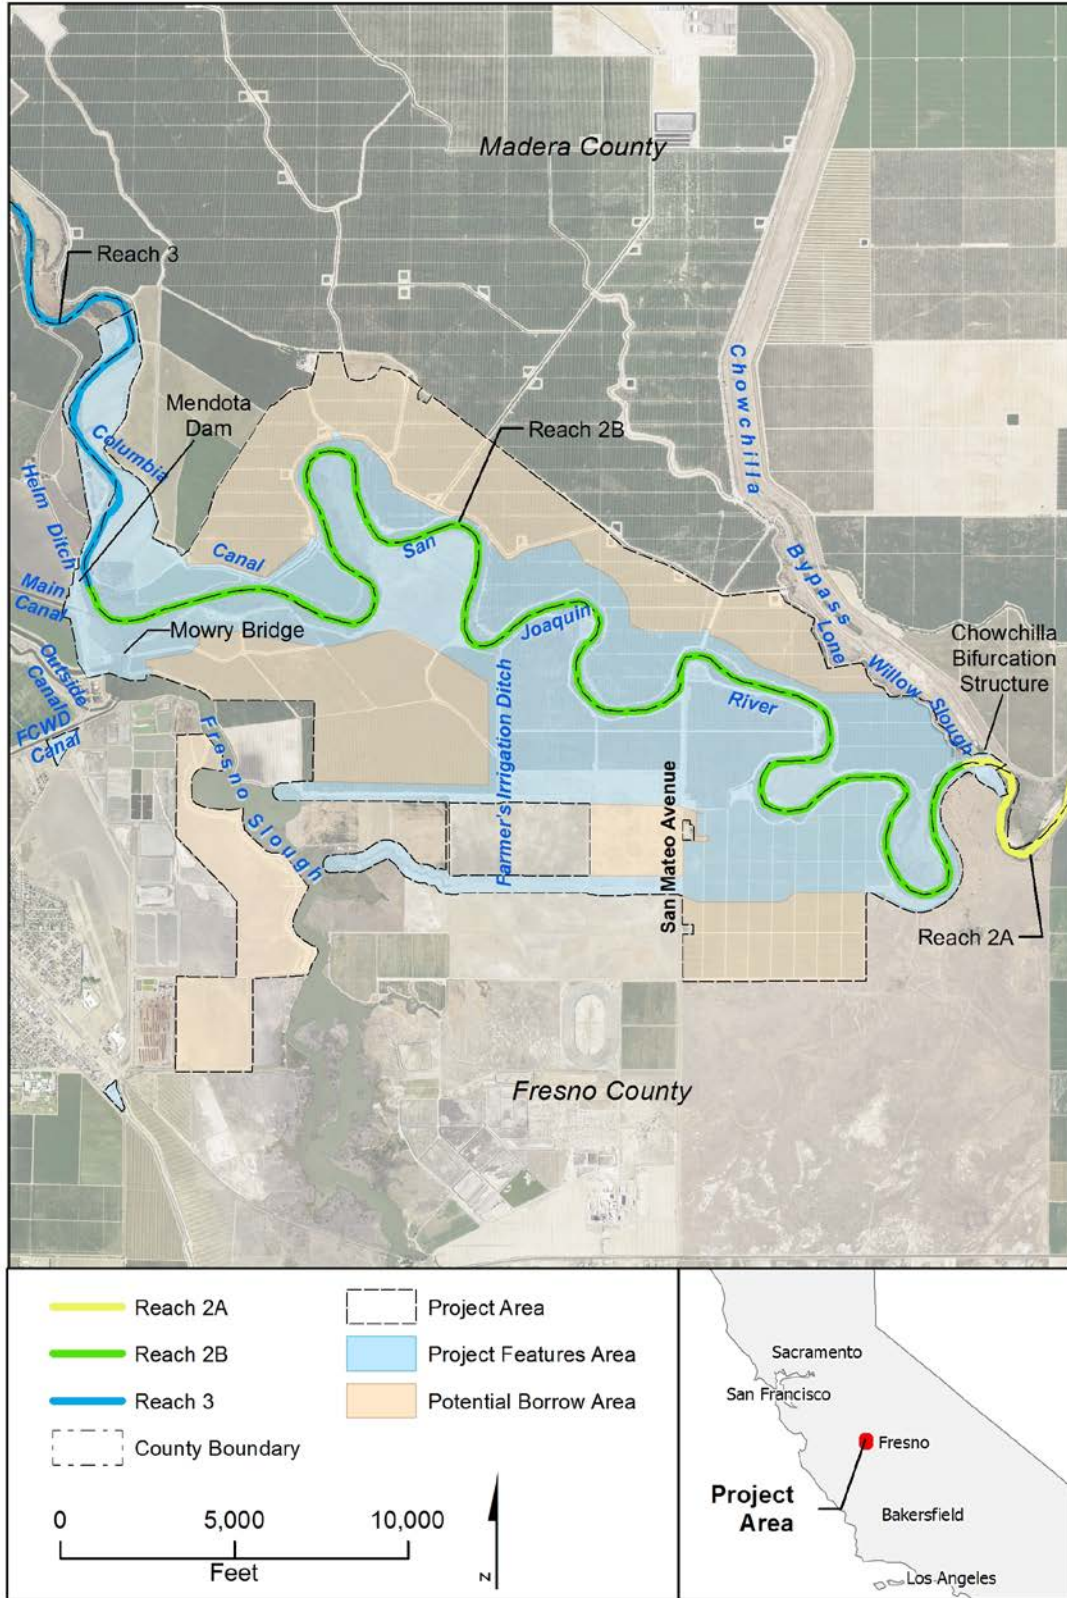 Madera County
Reach 3
Chowchilla
Mendota
Dam
Columbia
Reach 2B
Helm Ditch
Canal
San
Bypass
Main
Canal
Joaquin
Lone
Mowry Bridge
Chowchilla
Bifurcation
Structure
Willow Slough
Outside
Canal
River
Farmer's Irrigation Ditch
FCWD
Canal
Fresno
Slough
San Mateo Avenue
Reach 2A
Fresno County
Reach 2A
Reach 2B
Reach 3
County Boundary
Project Area
Project Features Area
Potential Borrow Area
0
5,000
10,000
Feet
z
Sacramento
San Francisco
Fresno
Project
Area
Bakersfield
Los Angeles